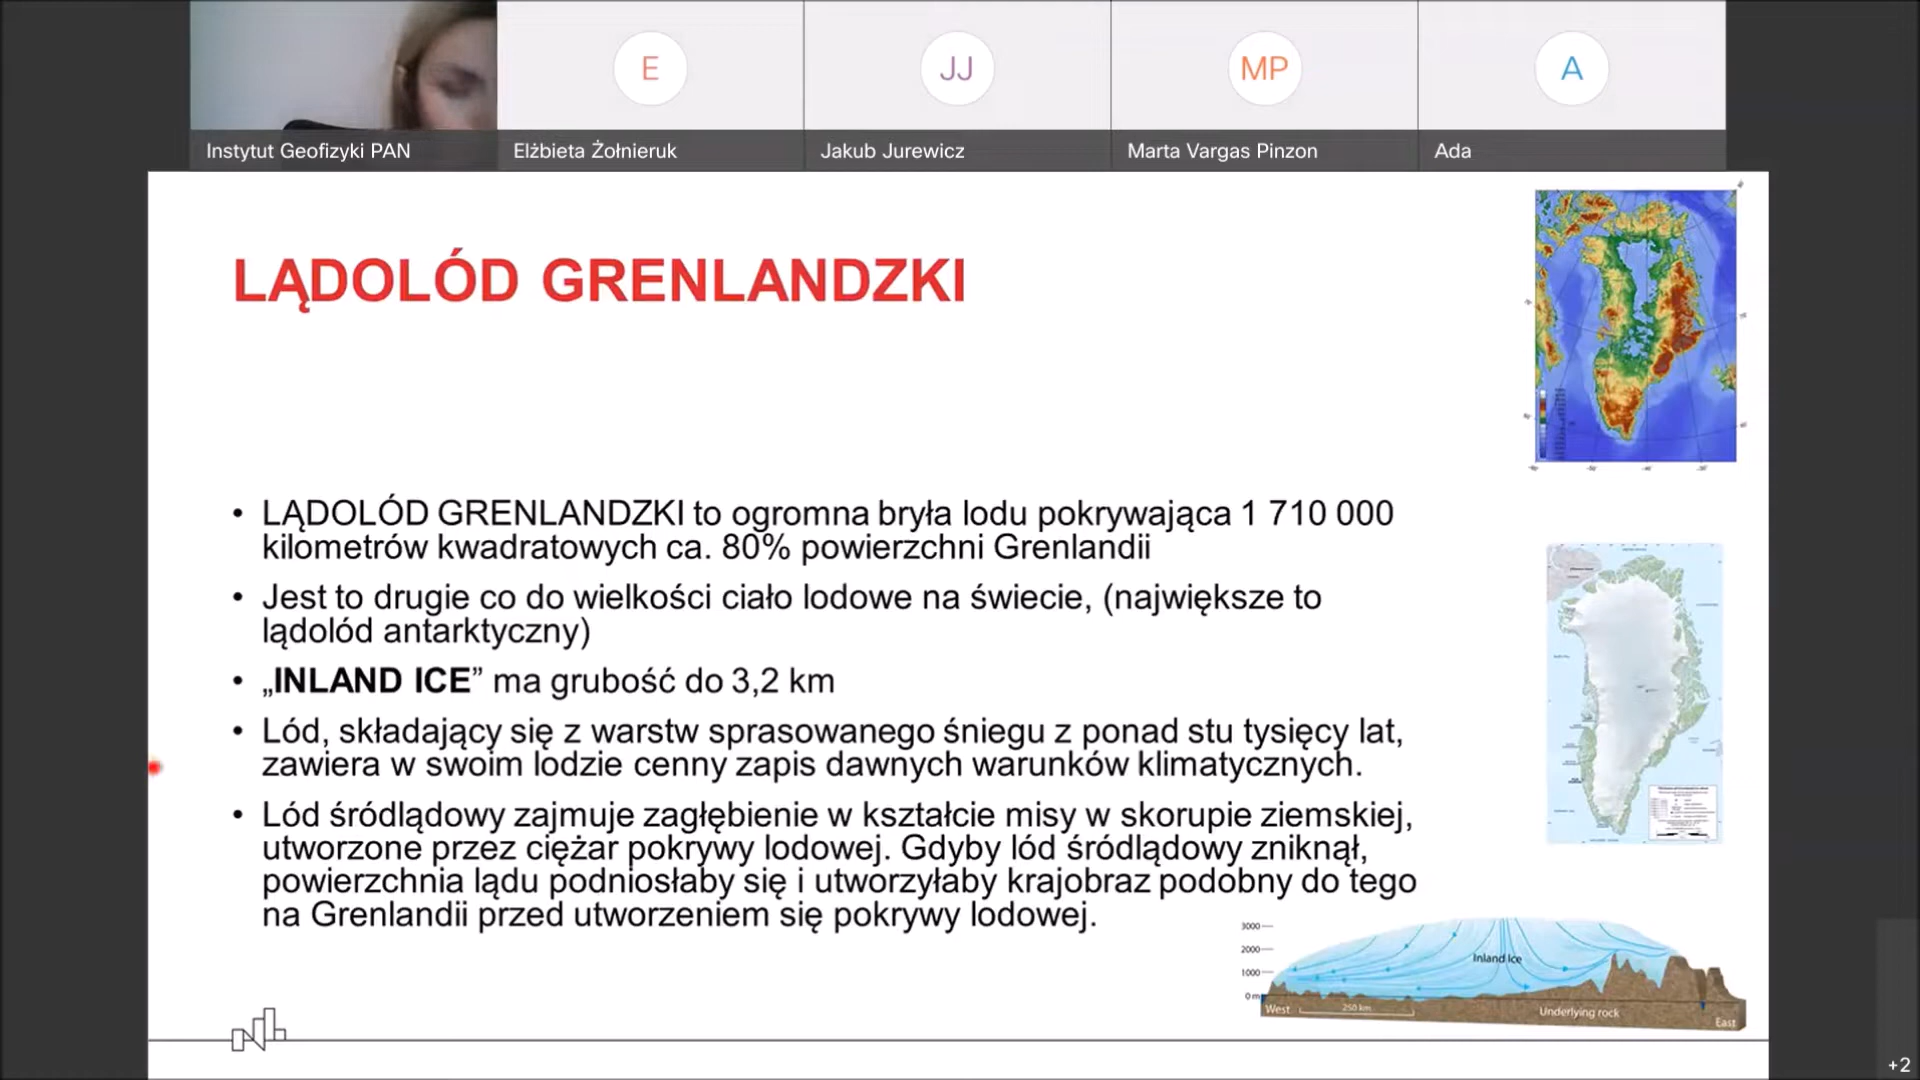 E
JJ
MP
A
Instytut Geofizyki PAN
Elżbieta Żołnieruk
Jakub Jurewicz
Marta Vargas Pinzon
Ada
LĄDOLÓD GRENLANDZKI
• LĄDOLÓD GRENLANDZKI to ogromna bryła lodu pokrywająca 1 710 000
kilometrów kwadratowych ca. 80% powierzchni Grenlandii
• Jest to drugie co do wielkości ciało lodowe na świecie, (największe to
lądolód antarktyczny)
• „INLAND ICE” ma grubość do 3,2 km
• Lód, składający się z warstw sprasowanego śniegu z ponad stu tysięcy lat,
zawiera w swoim lodzie cenny zapis dawnych warunków klimatycznych.
• Lód śródlądowy zajmuje zagłębienie w kształcie misy w skorupie ziemskiej,
utworzone przez ciężar pokrywy lodowej. Gdyby lód śródlądowy zniknął,
powierzchnia lądu podniosłaby się i utworzyłaby krajobraz podobny do tego
na Grenlandii przed utworzeniem się pokrywy lodowej.
3000
2000
1000
0 m
Inland Ice
West
250 km
Underlying rock
East
+2